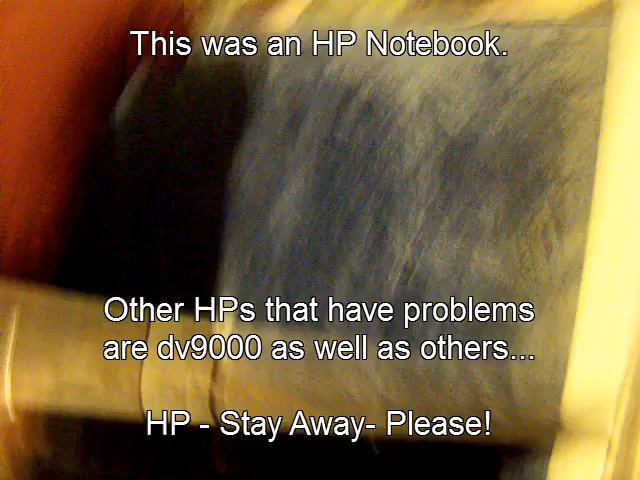 This was an HP Notebook.
Other HPs that have problems
are dv9000 as well as others...
HP - Stay Away- Please!